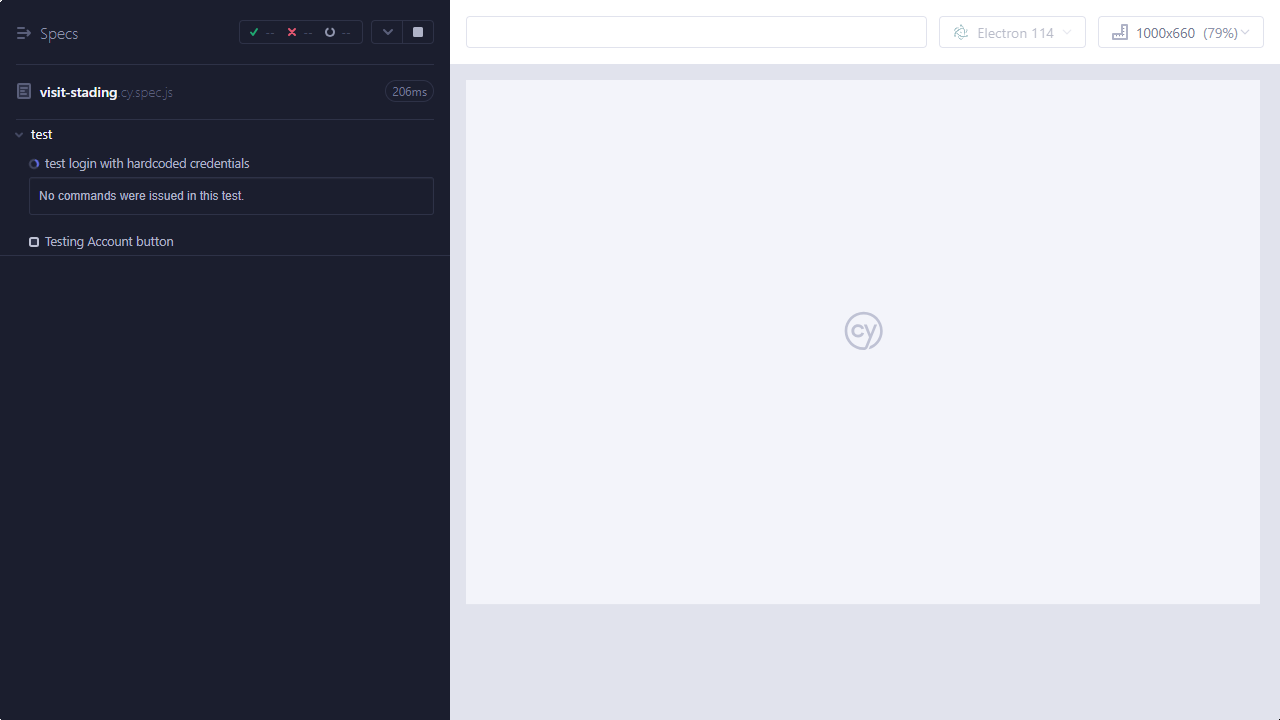 Specs
--
--
--
visit-stading.cy.spec.js
206ms
test
test login with hardcoded credentials
No commands were issued in this test.
Testing Account button
Electron 114
1000x660 (79%)
cy